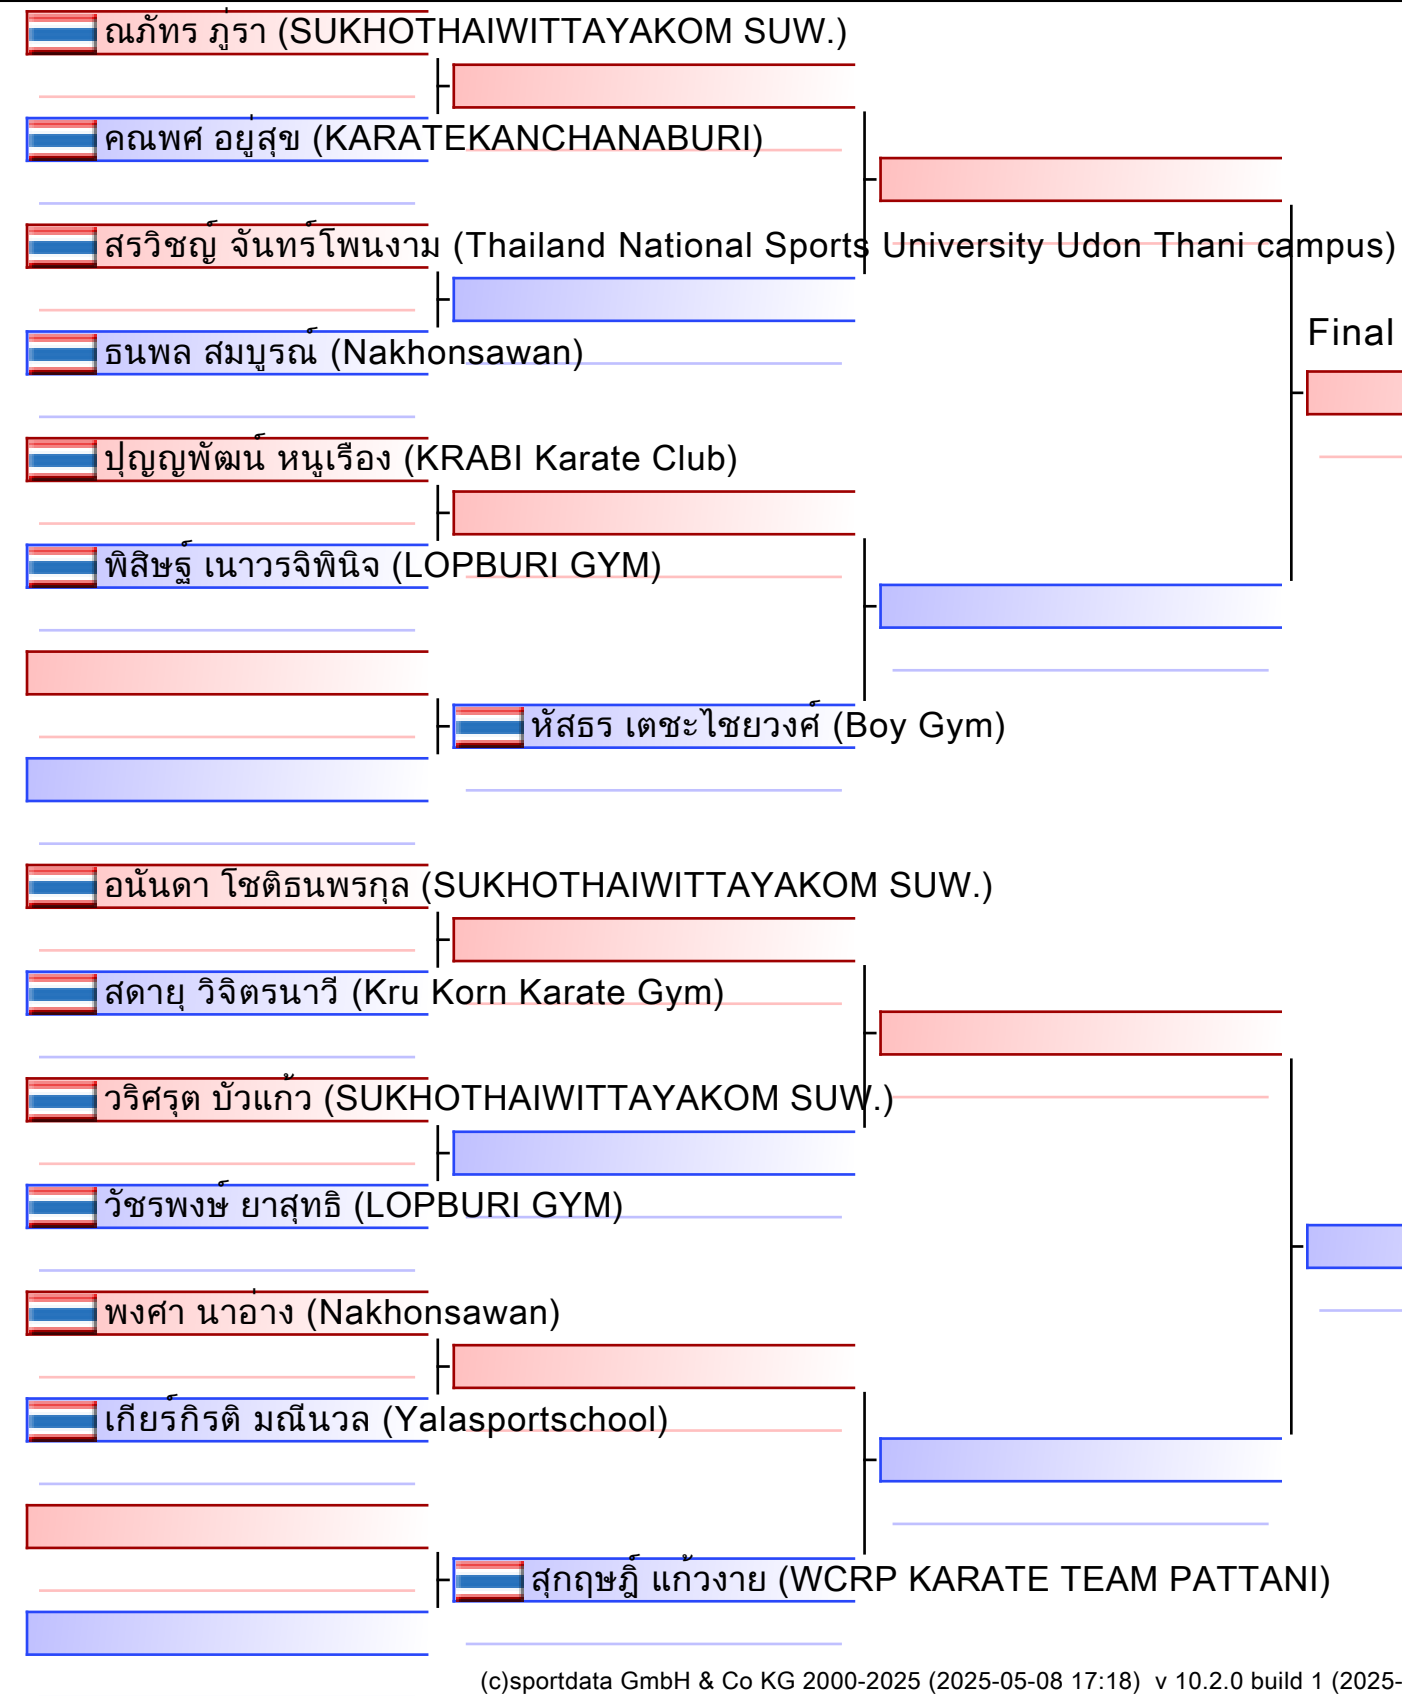 ณภัทร ภู่รา (SUKHOTHAIWITTAYAKOM SUW.)
คณพศ อยู่สุข (KARATEKANCHANABURI)
สรวิชญ์ จันทร์โพนงาม (Thailand National Sports University Udon Thani campus)
Final
ธนพล สมบูรณ์ (Nakhonsawan)
ปุญญพัฒน์ หนูเรือง (KRABI Karate Club)
พิสิษฐ์ เนาวรจิพินิจ (LOPBURI GYM)
หัสธร เตชะไชยวงศ์ (Boy Gym)
อนันดา โชติธนพรกุล (SUKHOTHAIWITTAYAKOM SUW.)
สดายุ วิจิตรนาวี (Kru Korn Karate Gym)
วริศรุต บัวแก้ว (SUKHOTHAIWITTAYAKOM SUW.)
วัชรพงษ์ ยาสุทธิ (LOPBURI GYM)
พงศา นาอ่าง (Nakhonsawan)
เกียร์กิรติ มณีนวล (Yalasportschool)
สุกฤษฎิ์ แก้วงาย (WCRP KARATE TEAM PATTANI)
(c)sportdata GmbH & Co KG 2000-2025 (2025-05-08 17:18) v 10.2.0 build 1 (2025-